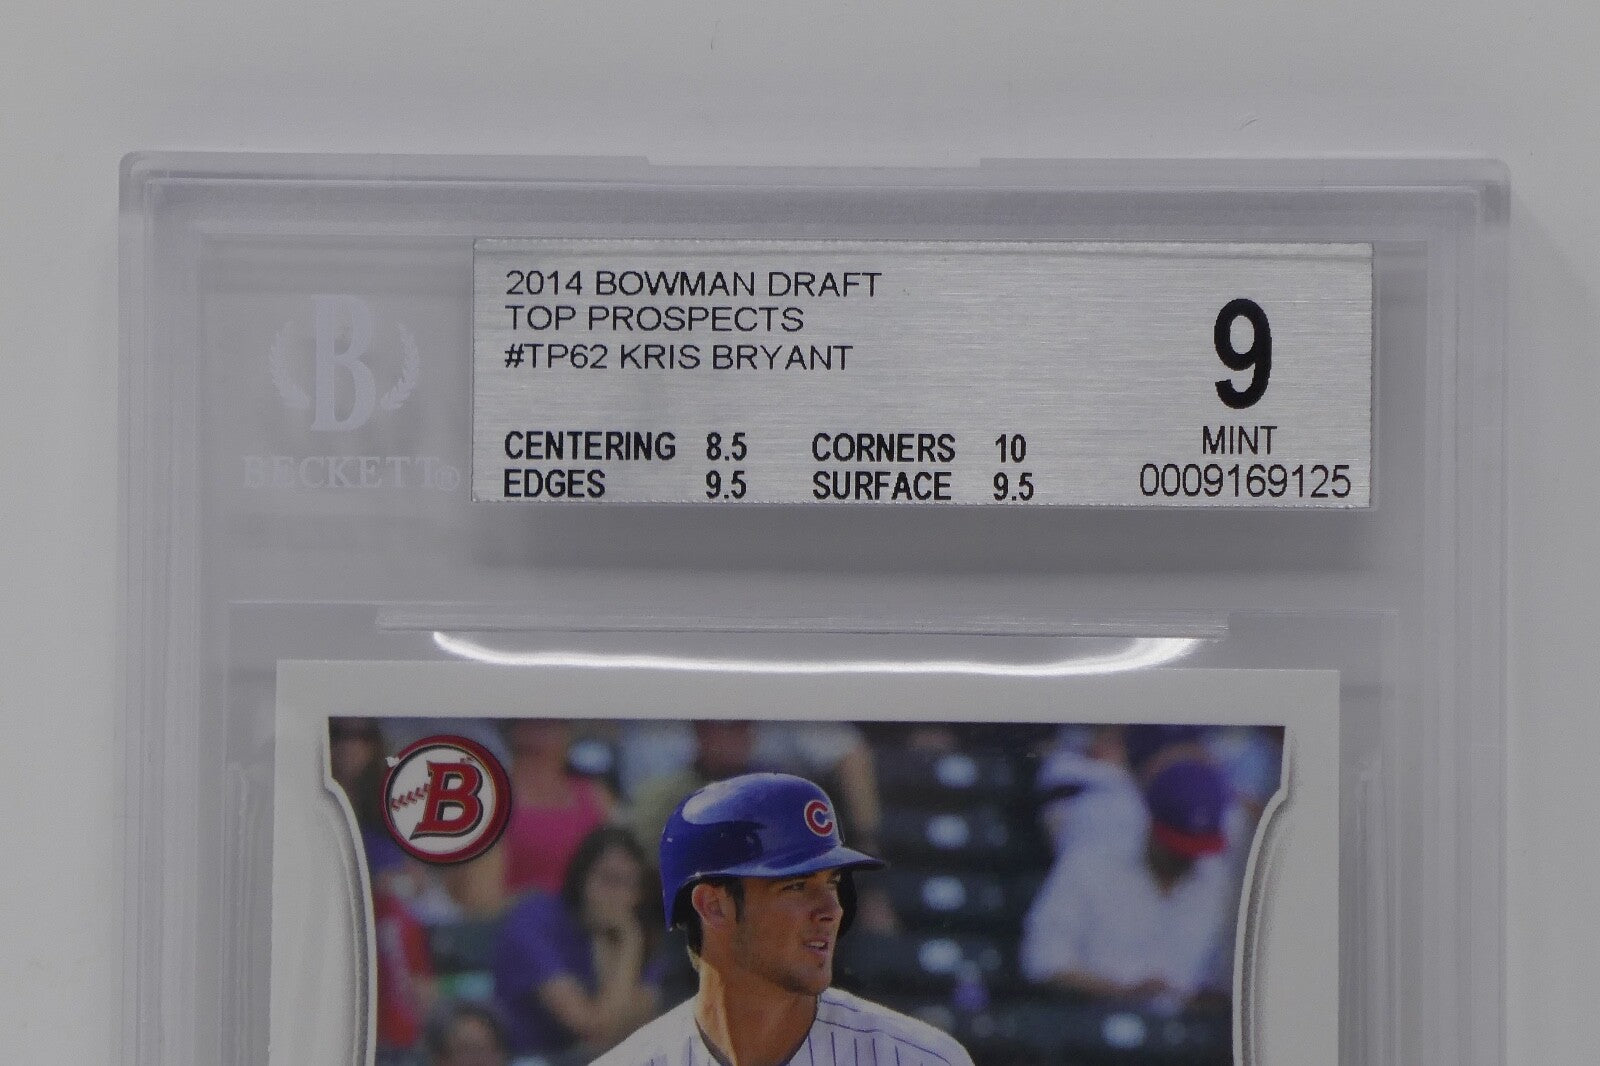 2014 BOWMAN DRAFT
TOP PROSPECTS
#TP62 KRIS BRYANT
CENTERING 8.5 CORNERS 10
EDGES 9.5 SURFACE 9.5
9
MINT
0009169125
B
BECKETT®
B
C